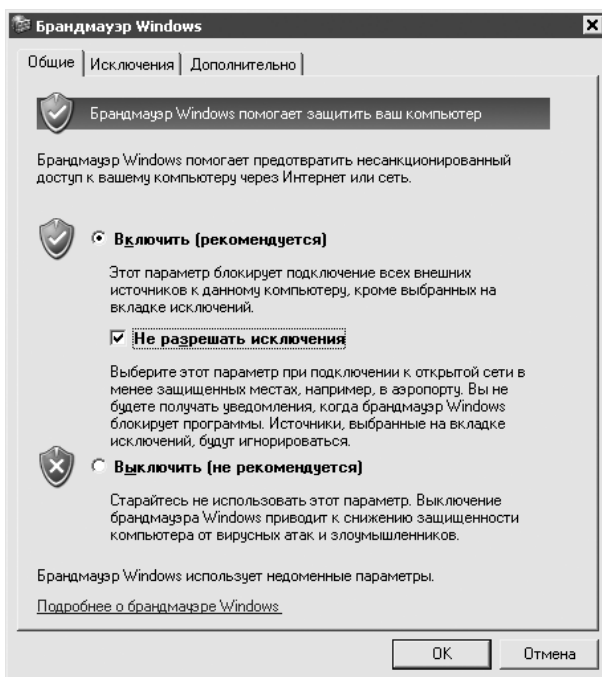 Брандмауэр Windows
Общие
Исключения
Дополнительно
Брандмауэр Windows помогает защитить ваш компьютер
Брандмауэр Windows помогает предотвратить несанкционированный
доступ к вашему компьютеру через Интернет или сеть.
Включить (рекомендуется)
Этот параметр блокирует подключение всех внешних
источников к данному компьютеру, кроме выбранных на
вкладке исключений.
Не разрешать исключения
Выберите этот параметр при подключении к открытой сети в
менее защищенных местах, например, в аэропорту. Вы не
будете получать уведомления, когда брандмауэр Windows
блокирует программы. Источники, выбранные на вкладке
исключений, будут игнорироваться.
Выключить (не рекомендуется)
Старайтесь не использовать этот параметр. Выключение
брандмауэра Windows приводит к снижению защищенности
компьютера от вирусных атак и злоумышленников.
Брандмауэр Windows использует недоменные параметры.
Подробнее о брандмауэре Windows
OK
Отмена